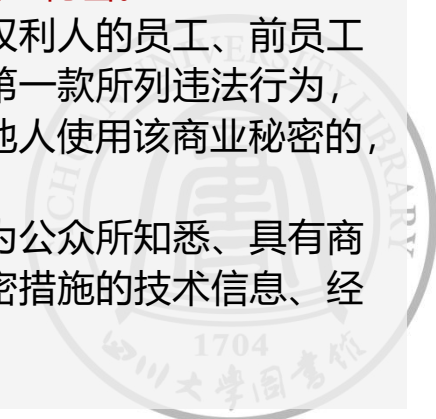 权利人的员工、前员工
第一款所列违法行为，
他人使用该商业秘密的，
为公众所知悉、具有商
密措施的技术信息、经
1704